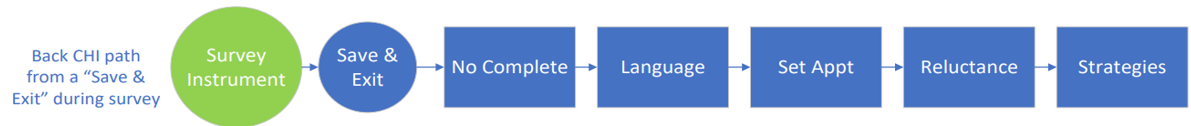 Back CHI path
from a “Save &
Exit” during survey
Survey
Instrument
Save &
Exit
No Complete
Language
Set Appt
Reluctance
Strategies